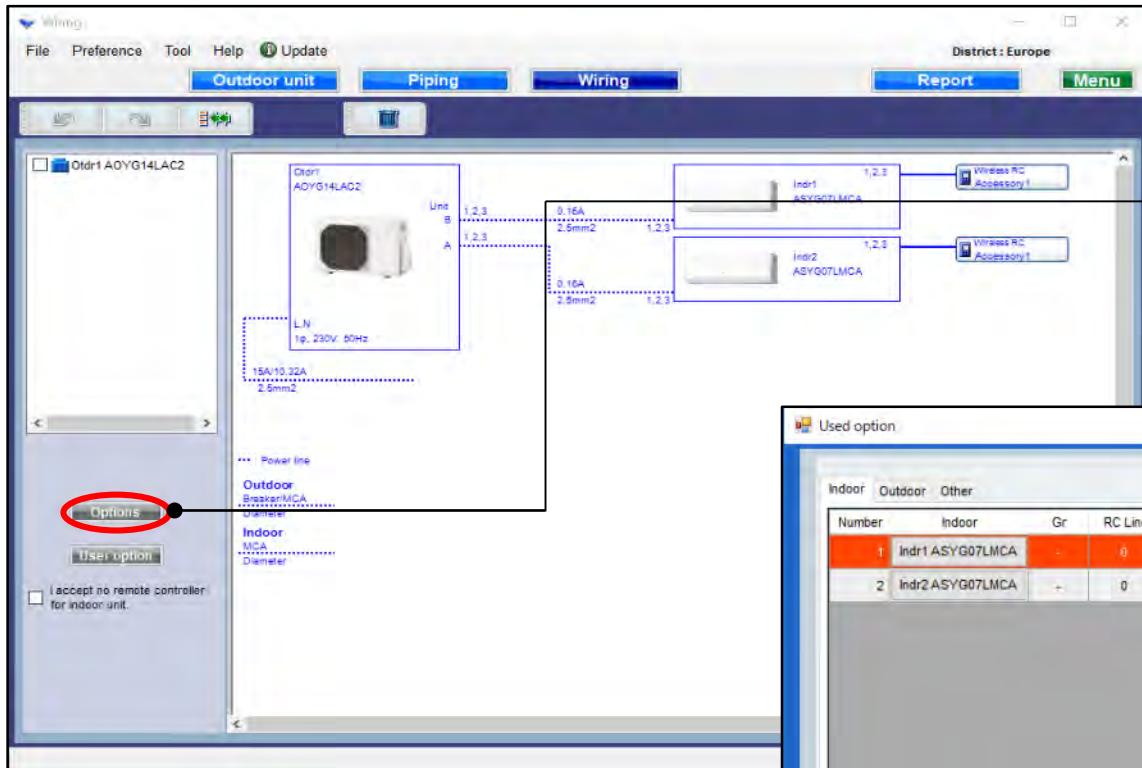 Wiring
File Preference Tool Help Update District : Europe
Outdoor unit Piping Wiring Report Menu
Otdr1 AOYG14LAC2
Otdr1
AOYG14LAC2
Unit
B
A
1,2,3
1,2,3
L,N
1φ, 230V, 50Hz
15A/10.32A
2.5mm2
0.16A
2.5mm2 1,2,3
0.16A
2.5mm2 1,2,3
Indr1
ASYG07LMCA
1,2,3
Wireless RC
Accessory1
Indr2
ASYG07LMCA
1,2,3
Wireless RC
Accessory1
Power line
Outdoor
Breaker/MCA
Diameter
Indoor
MCA
Diameter
Options
User option
I accept no remote controller
for indoor unit.
Used option
Indoor Outdoor Other
Number Indoor Gr RC Lin
1 Indr1 ASYG07LMCA - 0
2 Indr2 ASYG07LMCA - 0